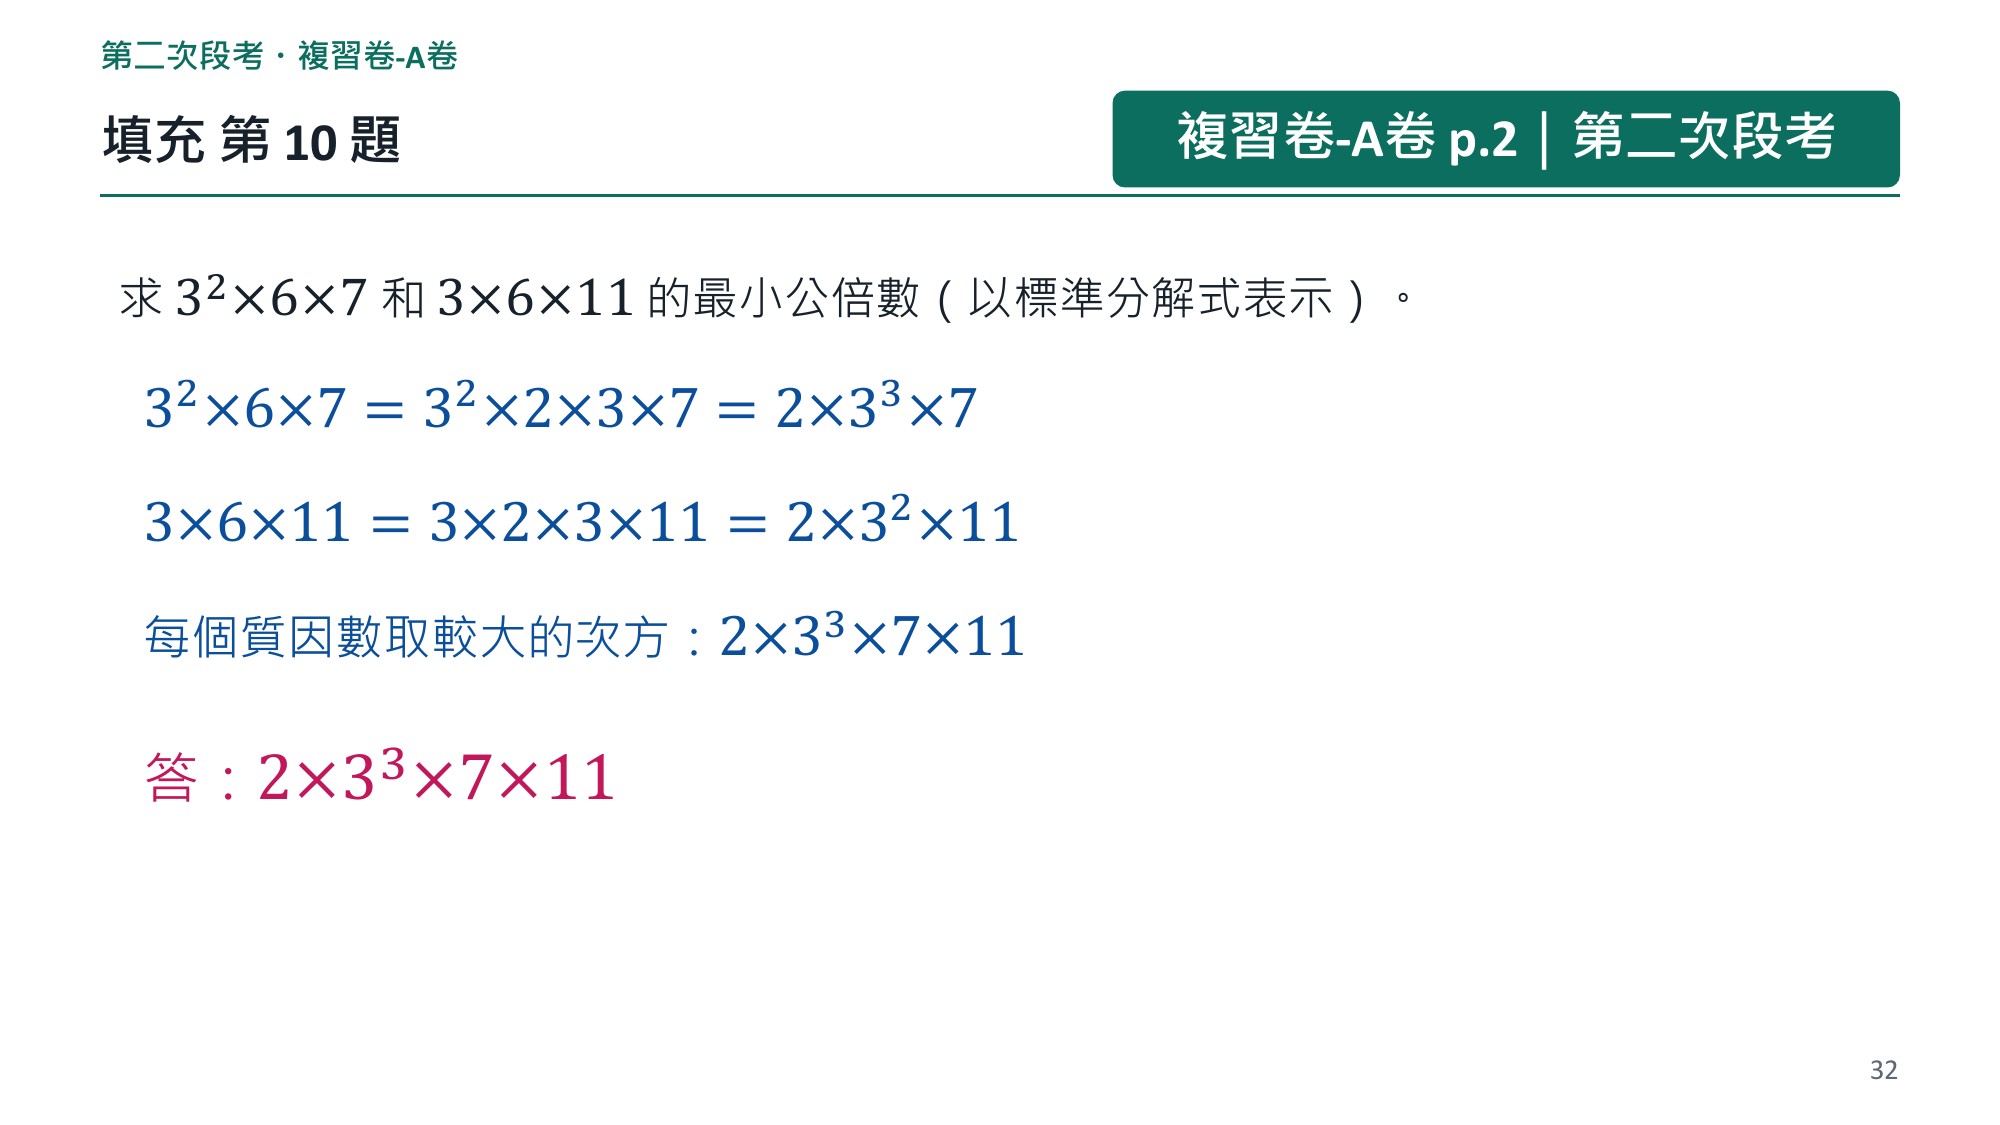 第二次段考・複習卷-A卷
填充 第 10 題
複習卷-A卷 p.2｜第二次段考
求 3²×6×7 和 3×6×11 的最小公倍數（以標準分解式表示）。
3²×6×7 = 3²×2×3×7 = 2×3³×7
3×6×11 = 3×2×3×11 = 2×3²×11
每個質因數取較大的次方：2×3³×7×11
答：2×3³×7×11
32